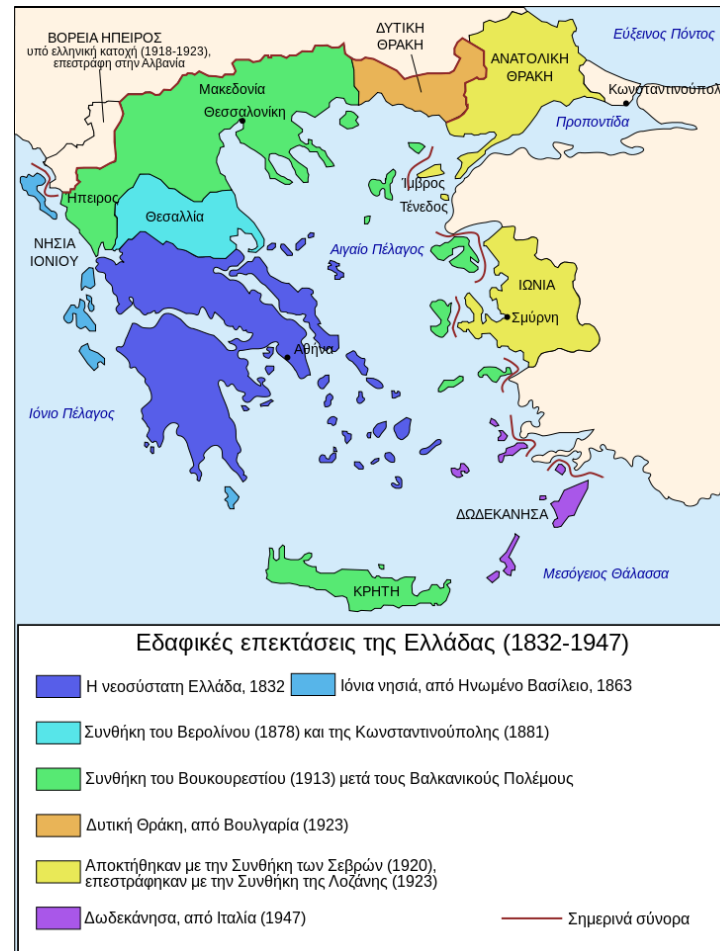 ΒΟΡΕΙΑ ΗΠΕΙΡΟΣ
υπό ελληνική κατοχή (1918-1923),
επεστράφη στην Αλβανία
ΔΥΤΙΚΗ
ΘΡΑΚΗ
ΑΝΑΤΟΛΙΚΗ
ΘΡΑΚΗ
Εύξεινος Πόντος
Κωνσταντινούπολ
Προποντίδα
Μακεδονία
Θεσσαλονίκη
Ίμβρος
Τένεδος
Ηπειρος
Θεσσαλία
ΝΗΣΙΑ
ΙΟΝΙΟΥ
Αιγαίο Πέλαγος
ΙΩΝΙΑ
Σμύρνη
Αθήνα
Ιόνιο Πέλαγος
ΔΩΔΕΚΑΝΗΣΑ
Μεσόγειος Θάλασσα
ΚΡΗΤΗ
Εδαφικές επεκτάσεις της Ελλάδας (1832-1947)
Η νεοσύστατη Ελλάδα, 1832
Ιόνια νησιά, από Ηνωμένο Βασίλειο, 1863
Συνθήκη του Βερολίνου (1878) και της Κωνσταντινούπολης (1881)
Συνθήκη του Βουκουρεστίου (1913) μετά τους Βαλκανικούς Πολέμους
Δυτική Θράκη, από Βουλγαρία (1923)
Αποκτήθηκαν με την Συνθήκη των Σεβρών (1920),
επεστράφηκαν με την Συνθήκη της Λοζάνης (1923)
Δωδεκάνησα, από Ιταλία (1947)
Σημερινά σύνορα